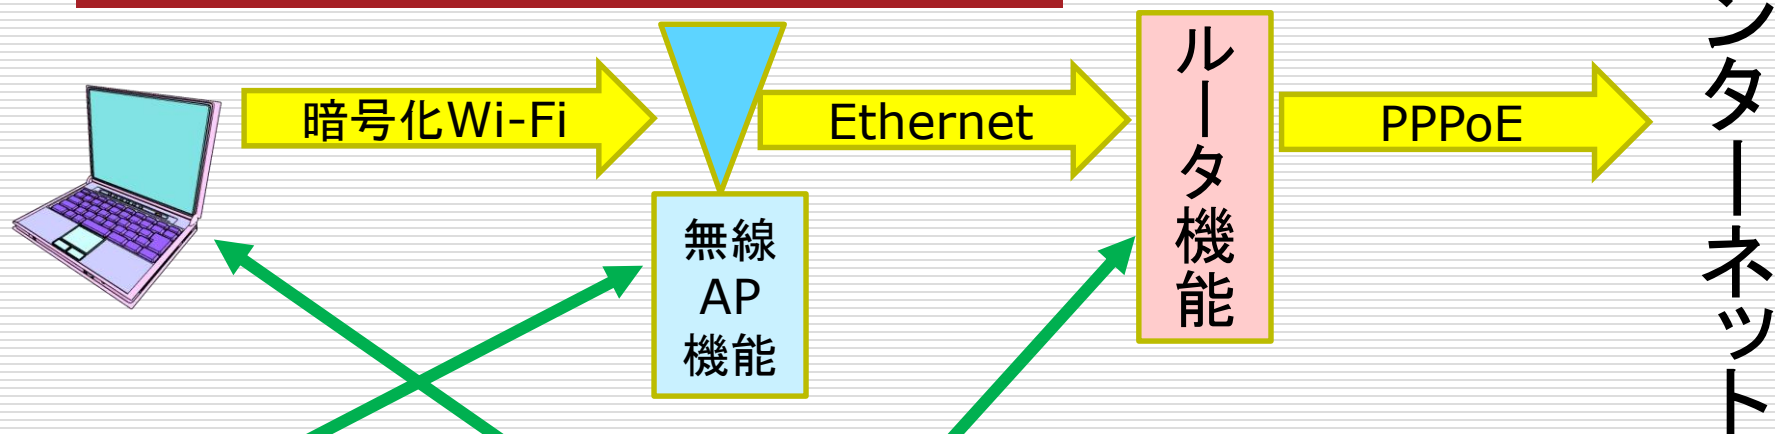 暗号化Wi-Fi
Ethernet
PPPoE
無線
AP
機能
ルータ機能
ンターネット